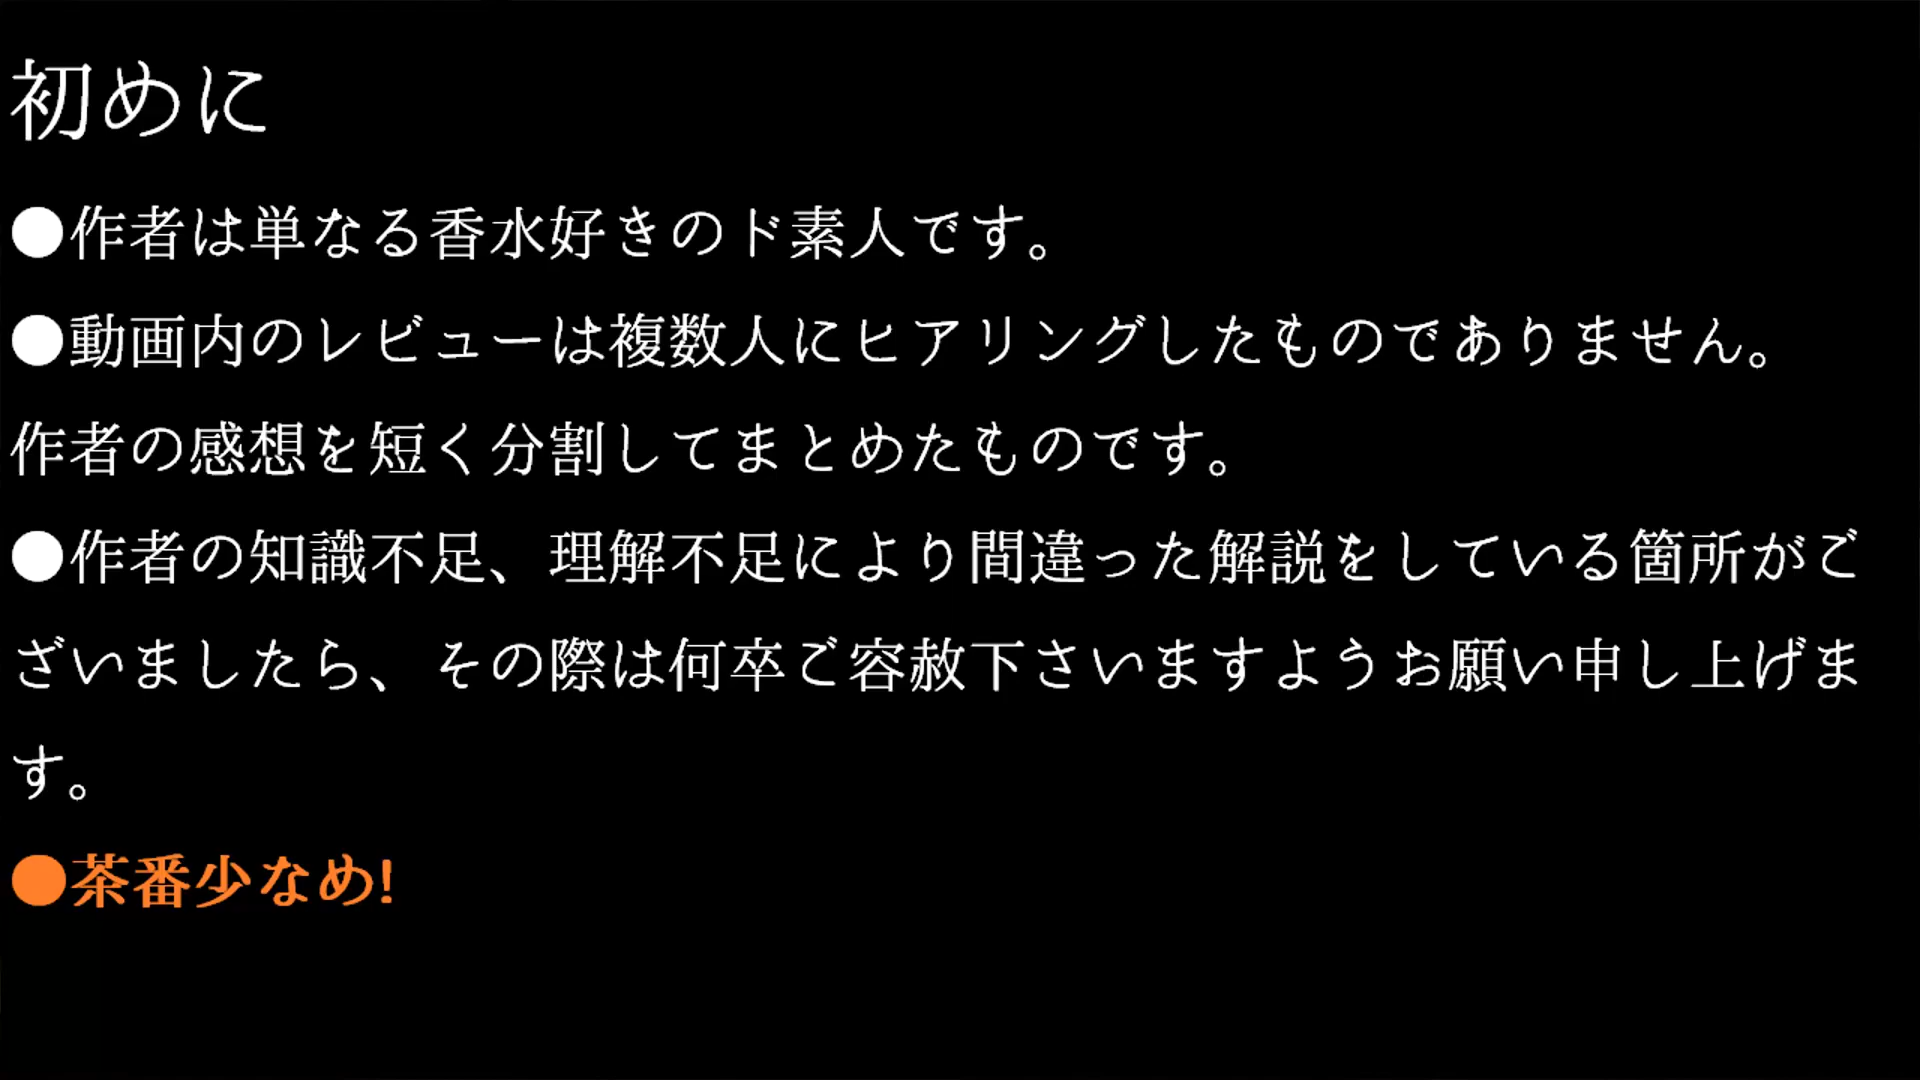 初めに
●作者は単なる香水好きのド素人です。
●動画内のレビューは複数人にヒアリングしたものでありません。
作者の感想を短く分割してまとめたものです。
●作者の知識不足、理解不足により間違った解説をしている箇所がご
ざいましたら、その際は何卒ご容赦下さいますようお願い申し上げま
す。
●茶番少なめ!